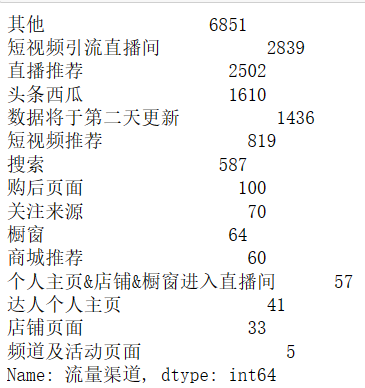 其他 6851
短视频引流直播间 2839
直播推荐 2502
头条西瓜 1610
数据将于第二天更新 1436
短视频推荐 819
搜索 587
购后页面 100
关注来源 70
橱窗 64
商城推荐 60
个人主页&店铺&橱窗进入直播间 57
达人个人主页 41
店铺页面 33
频道及活动页面 5
Name: 流量渠道, dtype: int64